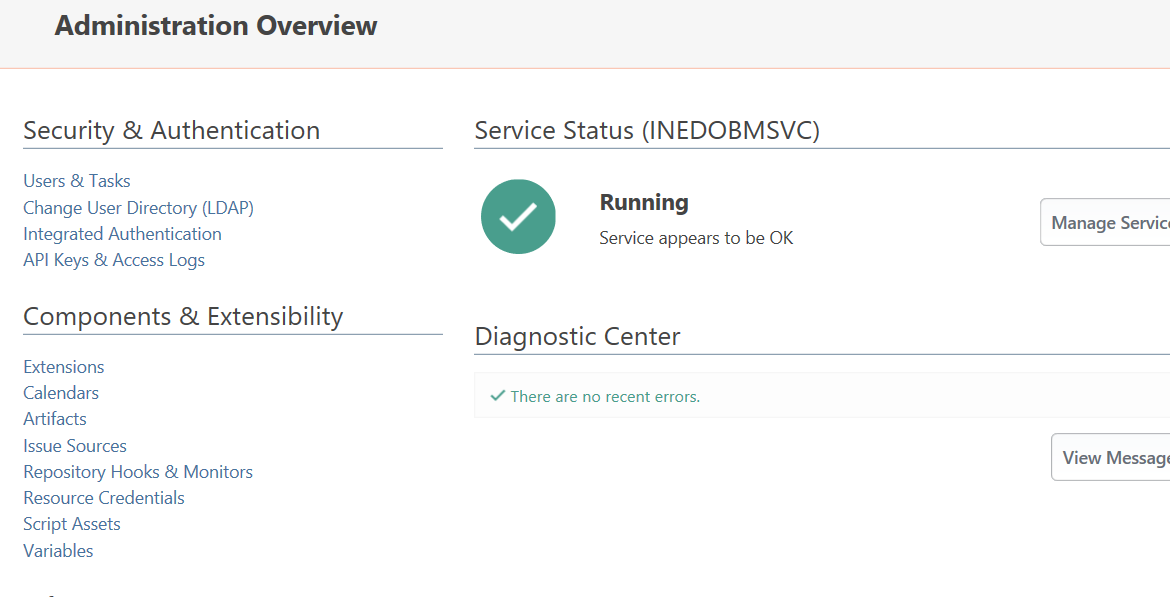 Administration Overview
Security & Authentication
Users & Tasks
Change User Directory (LDAP)
Integrated Authentication
API Keys & Access Logs
Components & Extensibility
Extensions
Calendars
Artifacts
Issue Sources
Repository Hooks & Monitors
Resource Credentials
Script Assets
Variables
Service Status (INEDOBMSVC)
Running
Service appears to be OK
Manage Servic
Diagnostic Center
There are no recent errors.
View Message